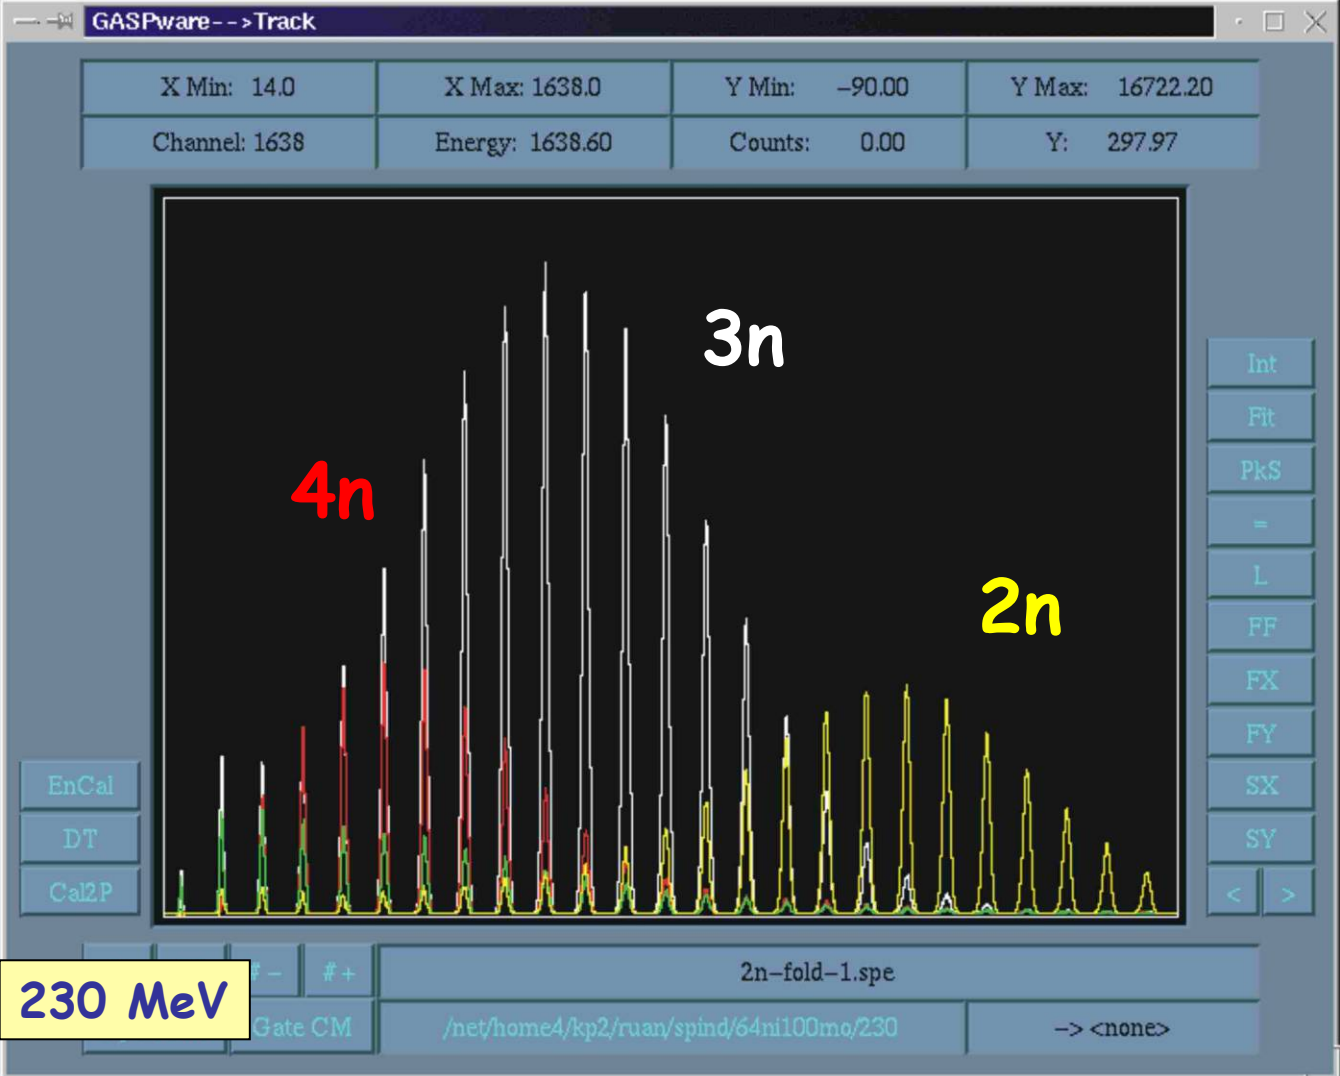 GASPware-->Track
X Min: 14.0 X Max: 1638.0 Y Min: -90.00 Y Max: 16722.20
Channel: 1638 Energy: 1638.60 Counts: 0.00 Y: 297.97
3n
4n
2n
Int
Fit
PkS
=
L
FF
FX
FY
SX
SY
< >
EnCal
DT
Cal2P
#- #+ 2n-fold-1.spe
230 MeV
Gate CM /net/home4/kp2/ruan/spind/64ni100mo/230 -> <none>